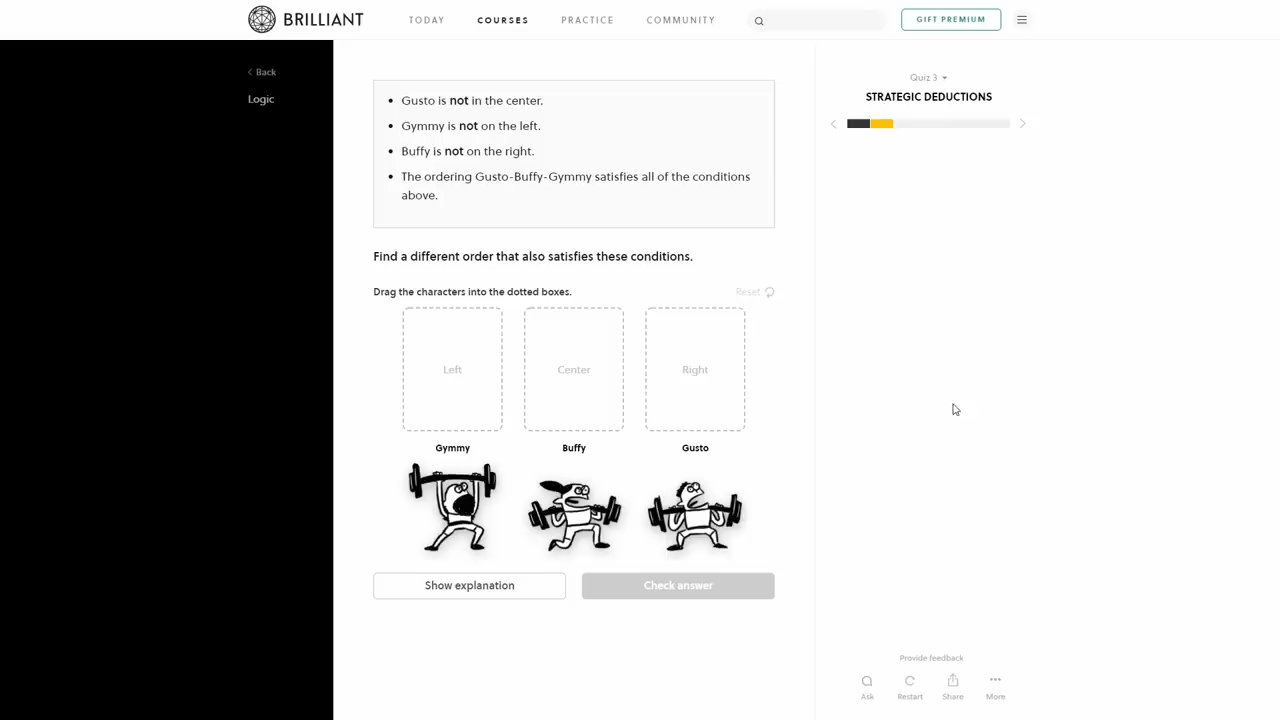 BRILLIANT
TODAY COURSES PRACTICE COMMUNITY
GIFT PREMIUM
Back
Logic
Gusto is not in the center.
Gymmy is not on the left.
Buffy is not on the right.
The ordering Gusto-Buffy-Gymmy satisfies all of the conditions
above.
Find a different order that also satisfies these conditions.
Drag the characters into the dotted boxes.
Reset
Left Center Right
Gymmy Buffy Gusto
Show explanation Check answer
Quiz 3
STRATEGIC DEDUCTIONS
Provide feedback
Ask Restart Share More